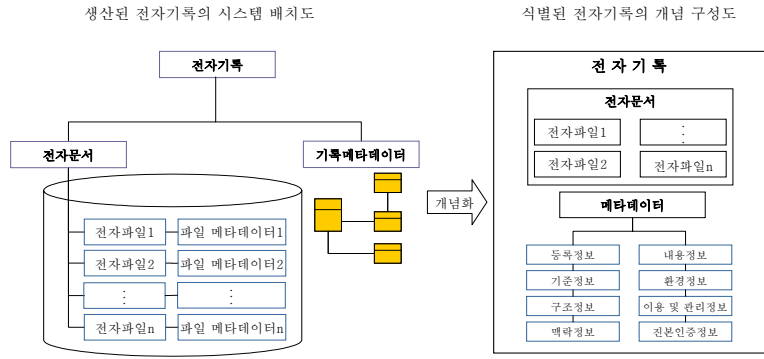 생산된 전자기록의 시스템 배치도
식별된 전자기록의 개념 구성도
전자기록
전자문서
기록메타데이터
전자파일1
파일 메타데이터1
전자파일2
파일 메타데이터2
⋮
⋮
전자파일n
파일 메타데이터n
개념화
전 자 기 록
전자문서
전자파일1
⋮
전자파일2
전자파일n
메타데이터
등록정보
내용정보
기준정보
환경정보
구조정보
이용 및 관리정보
맥락정보
진본인증정보